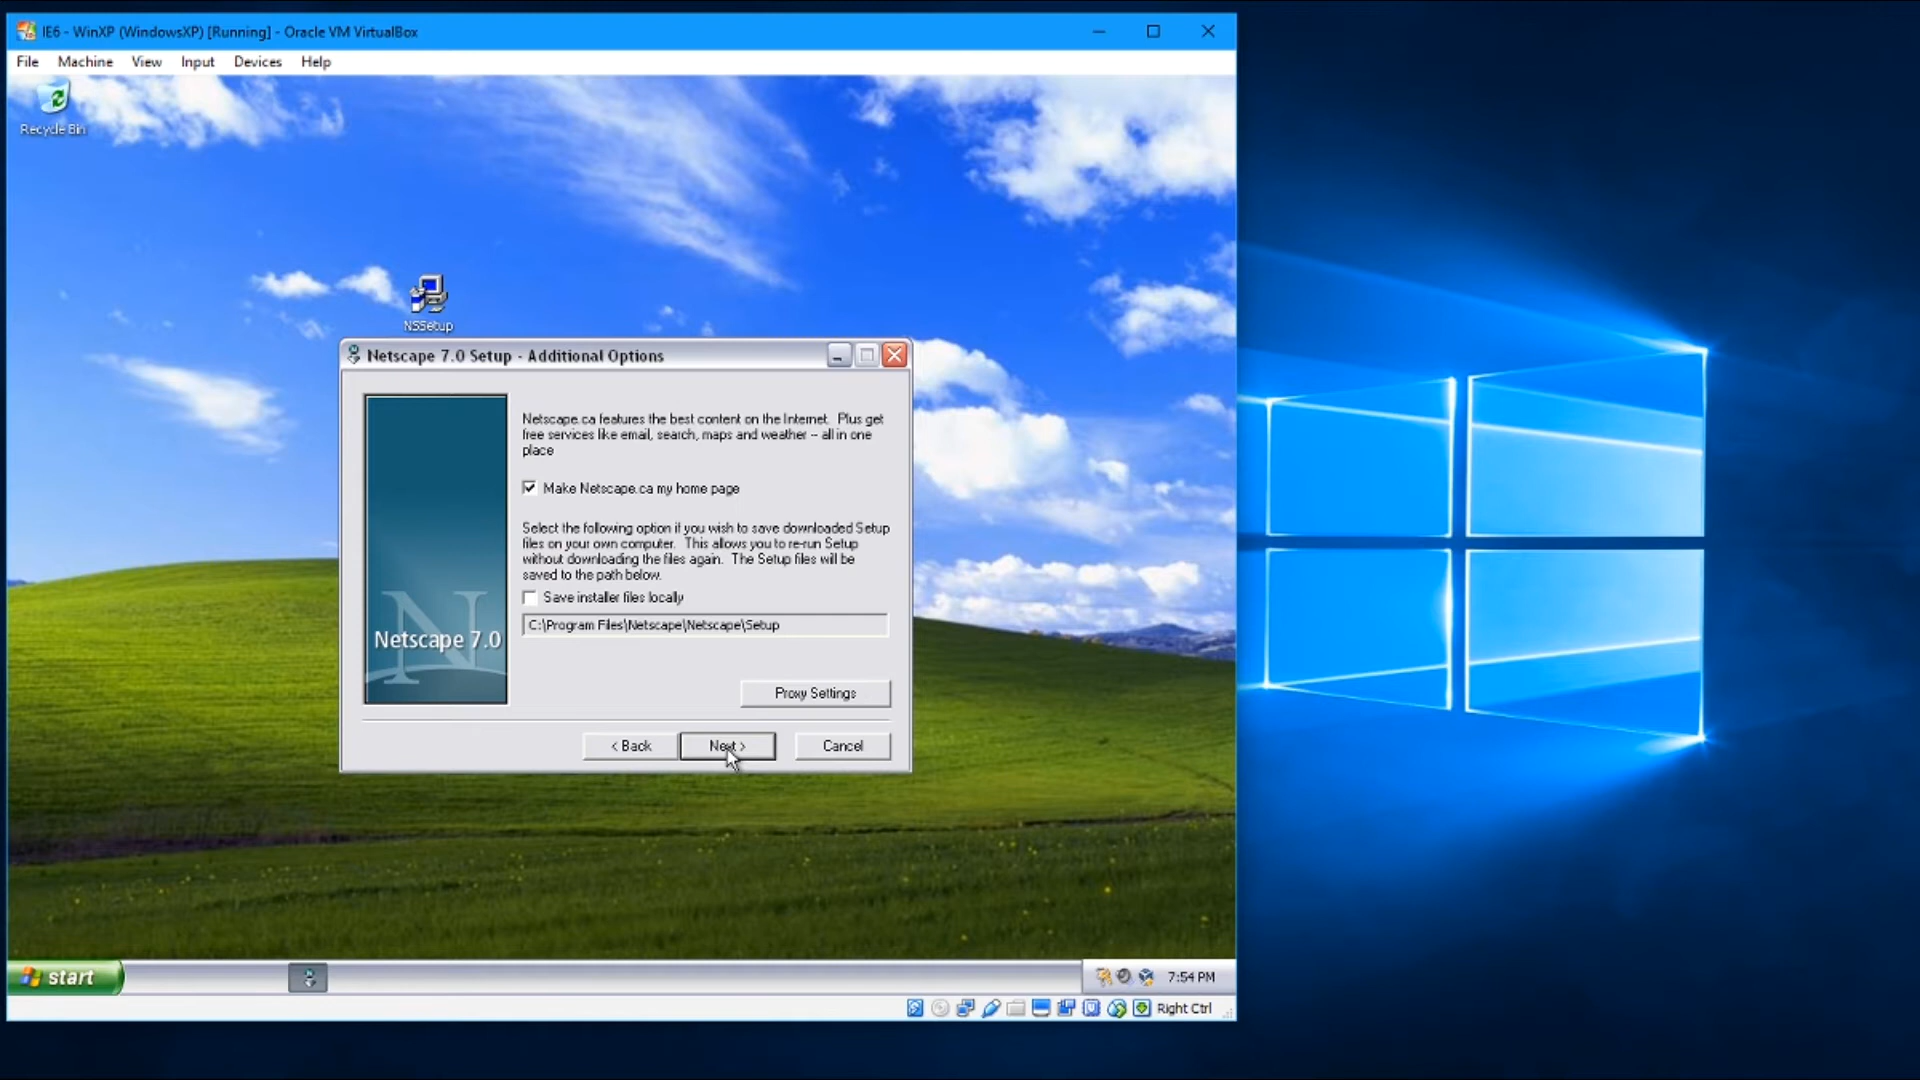 IE6 - WinXP (WindowsXP) [Running] - Oracle VM VirtualBox
File Machine View Input Devices Help
Recycle Bin
NSSetup
Netscape 7.0 Setup - Additional Options
Netscape.ca features the best content on the Internet. Plus get
free services like email, search, maps and weather -- all in one
place
Make Netscape.ca my home page
Select the following option if you wish to save downloaded Setup
files on your own computer. This allows you to re-run Setup
without downloading the files again. The Setup files will be
saved to the path below.
Save installer files locally
C:\Program Files\Netscape\Netscape\Setup
N
Netscape 7.0
Proxy Settings
< Back
Next >
Cancel
start
7:54 PM
Right Ctrl